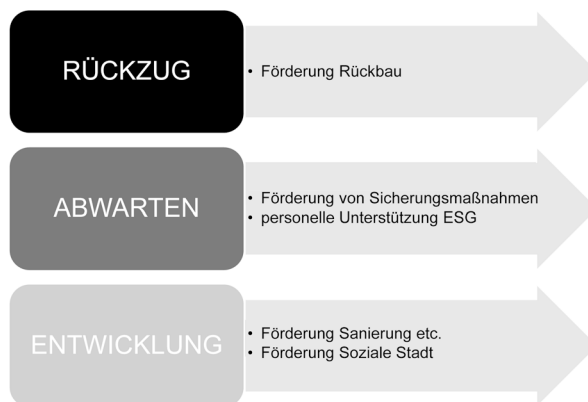 RÜCKZUG
• Förderung Rückbau
ABWARTEN
• Förderung von Sicherungsmaßnahmen
• personelle Unterstützung ESG
ENTWICKLUNG
• Förderung Sanierung etc.
• Förderung Soziale Stadt